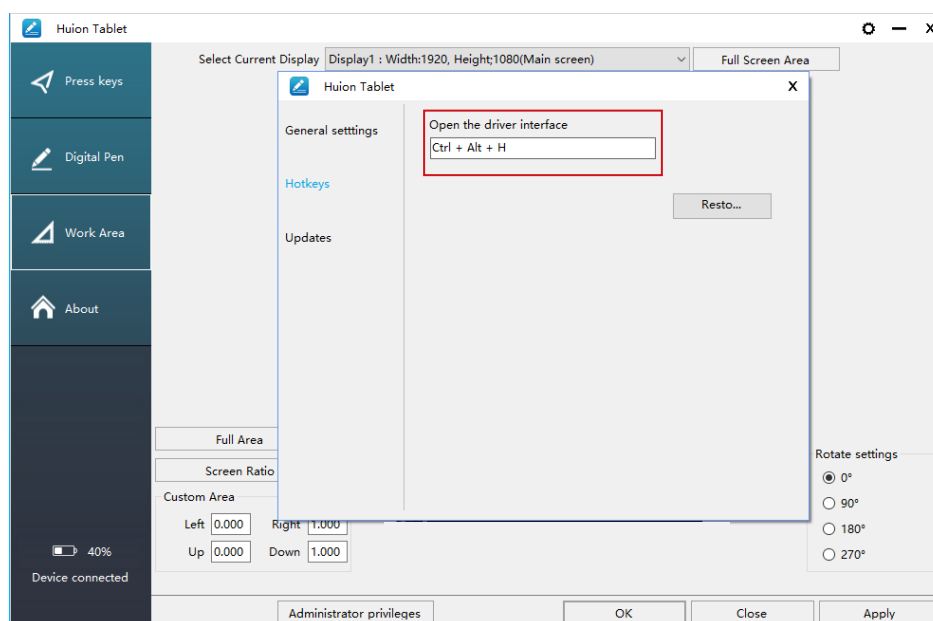 Huion Tablet
Select Current Display Display1 : Width:1920, Height;1080(Main screen) Full Screen Area
Press keys
Digital Pen
Work Area
About
40%
Device connected
Huion Tablet X
General setttings
Hotkeys
Updates
Open the driver interface
Ctrl + Alt + H
Resto...
Full Area
Screen Ratio
Custom Area
Left 0.000 Right 1.000
Up 0.000 Down 1.000
Rotate settings
0°
90°
180°
270°
Administrator privileges OK Close Apply